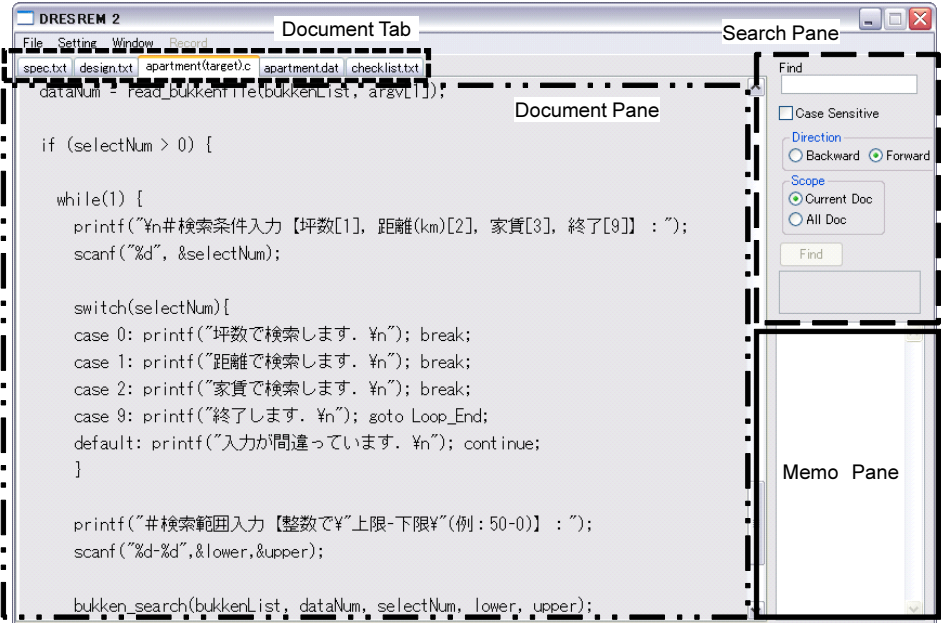 DRESREM 2
Document Tab
Search Pane
File Setting Window Record
spec.txt design.txt apartment(target).c apartment.dat checklist.txt
Find
dataNum = read_bukkenfile(bukkenList, argv[1]);
Document Pane
Case Sensitive
Direction
Backward Forward
if (selectNum > 0) {
Scope
Current Doc
while(1) {
All Doc
printf("¥n#検索条件入力【坪数[1], 距離(km)[2], 家賃[3], 終了[9]】 : ");
scanf("%d", &selectNum);
Find
switch(selectNum){
case 0: printf("坪数で検索します. ¥n"); break;
case 1: printf("距離で検索します. ¥n"); break;
case 2: printf("家賃で検索します. ¥n"); break;
case 9: printf("終了します. ¥n"); goto Loop_End;
default: printf("入力が間違っています. ¥n"); continue;
}
Memo Pane
printf("#検索範囲入力【整数で¥"上限-下限¥"(例:50-0)】 : ");
scanf("%d-%d",&lower,&upper);
bukken_search(bukkenList, dataNum, selectNum, lower, upper);